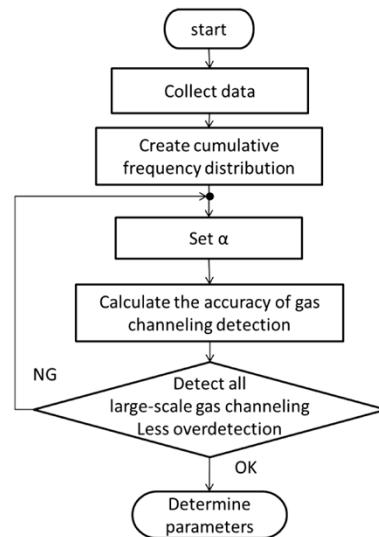 start
Collect data
Create cumulative
frequency distribution
Set α
Calculate the accuracy of gas
channeling detection
NG
Detect all
large-scale gas channeling
Less overdetection
OK
Determine
parameters